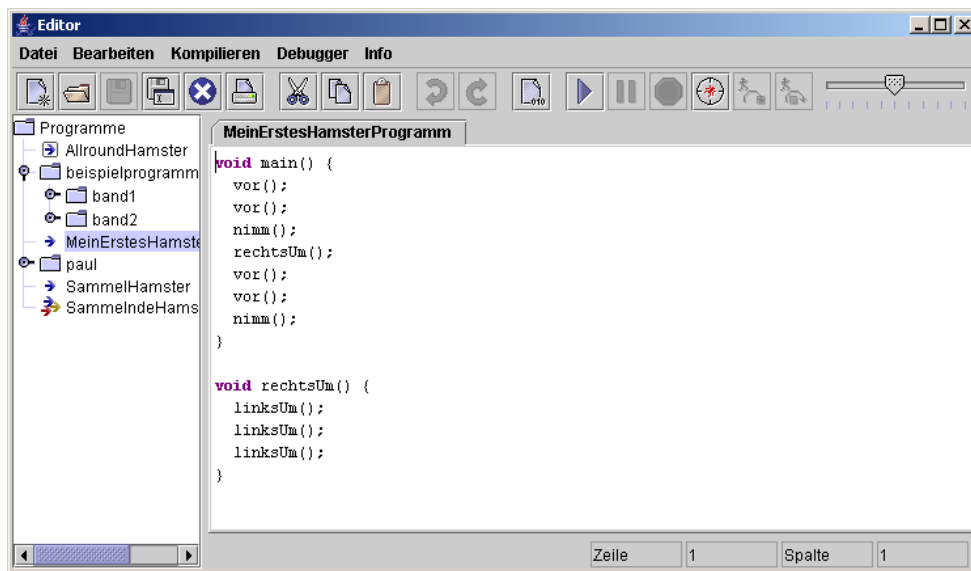 Editor
Datei Bearbeiten Kompilieren Debugger Info
010
Programme
AllroundHamster
beispielprogramm
band1
band2
MeinErstesHamste
paul
SammelHamster
SammelndeHams
MeinErstesHamsterProgramm
void main() {
vor();
vor();
nimm();
rechtsUm();
vor();
vor();
nimm();
}
void rechtsUm() {
linksUm();
linksUm();
linksUm();
}
Zeile 1 Spalte 1